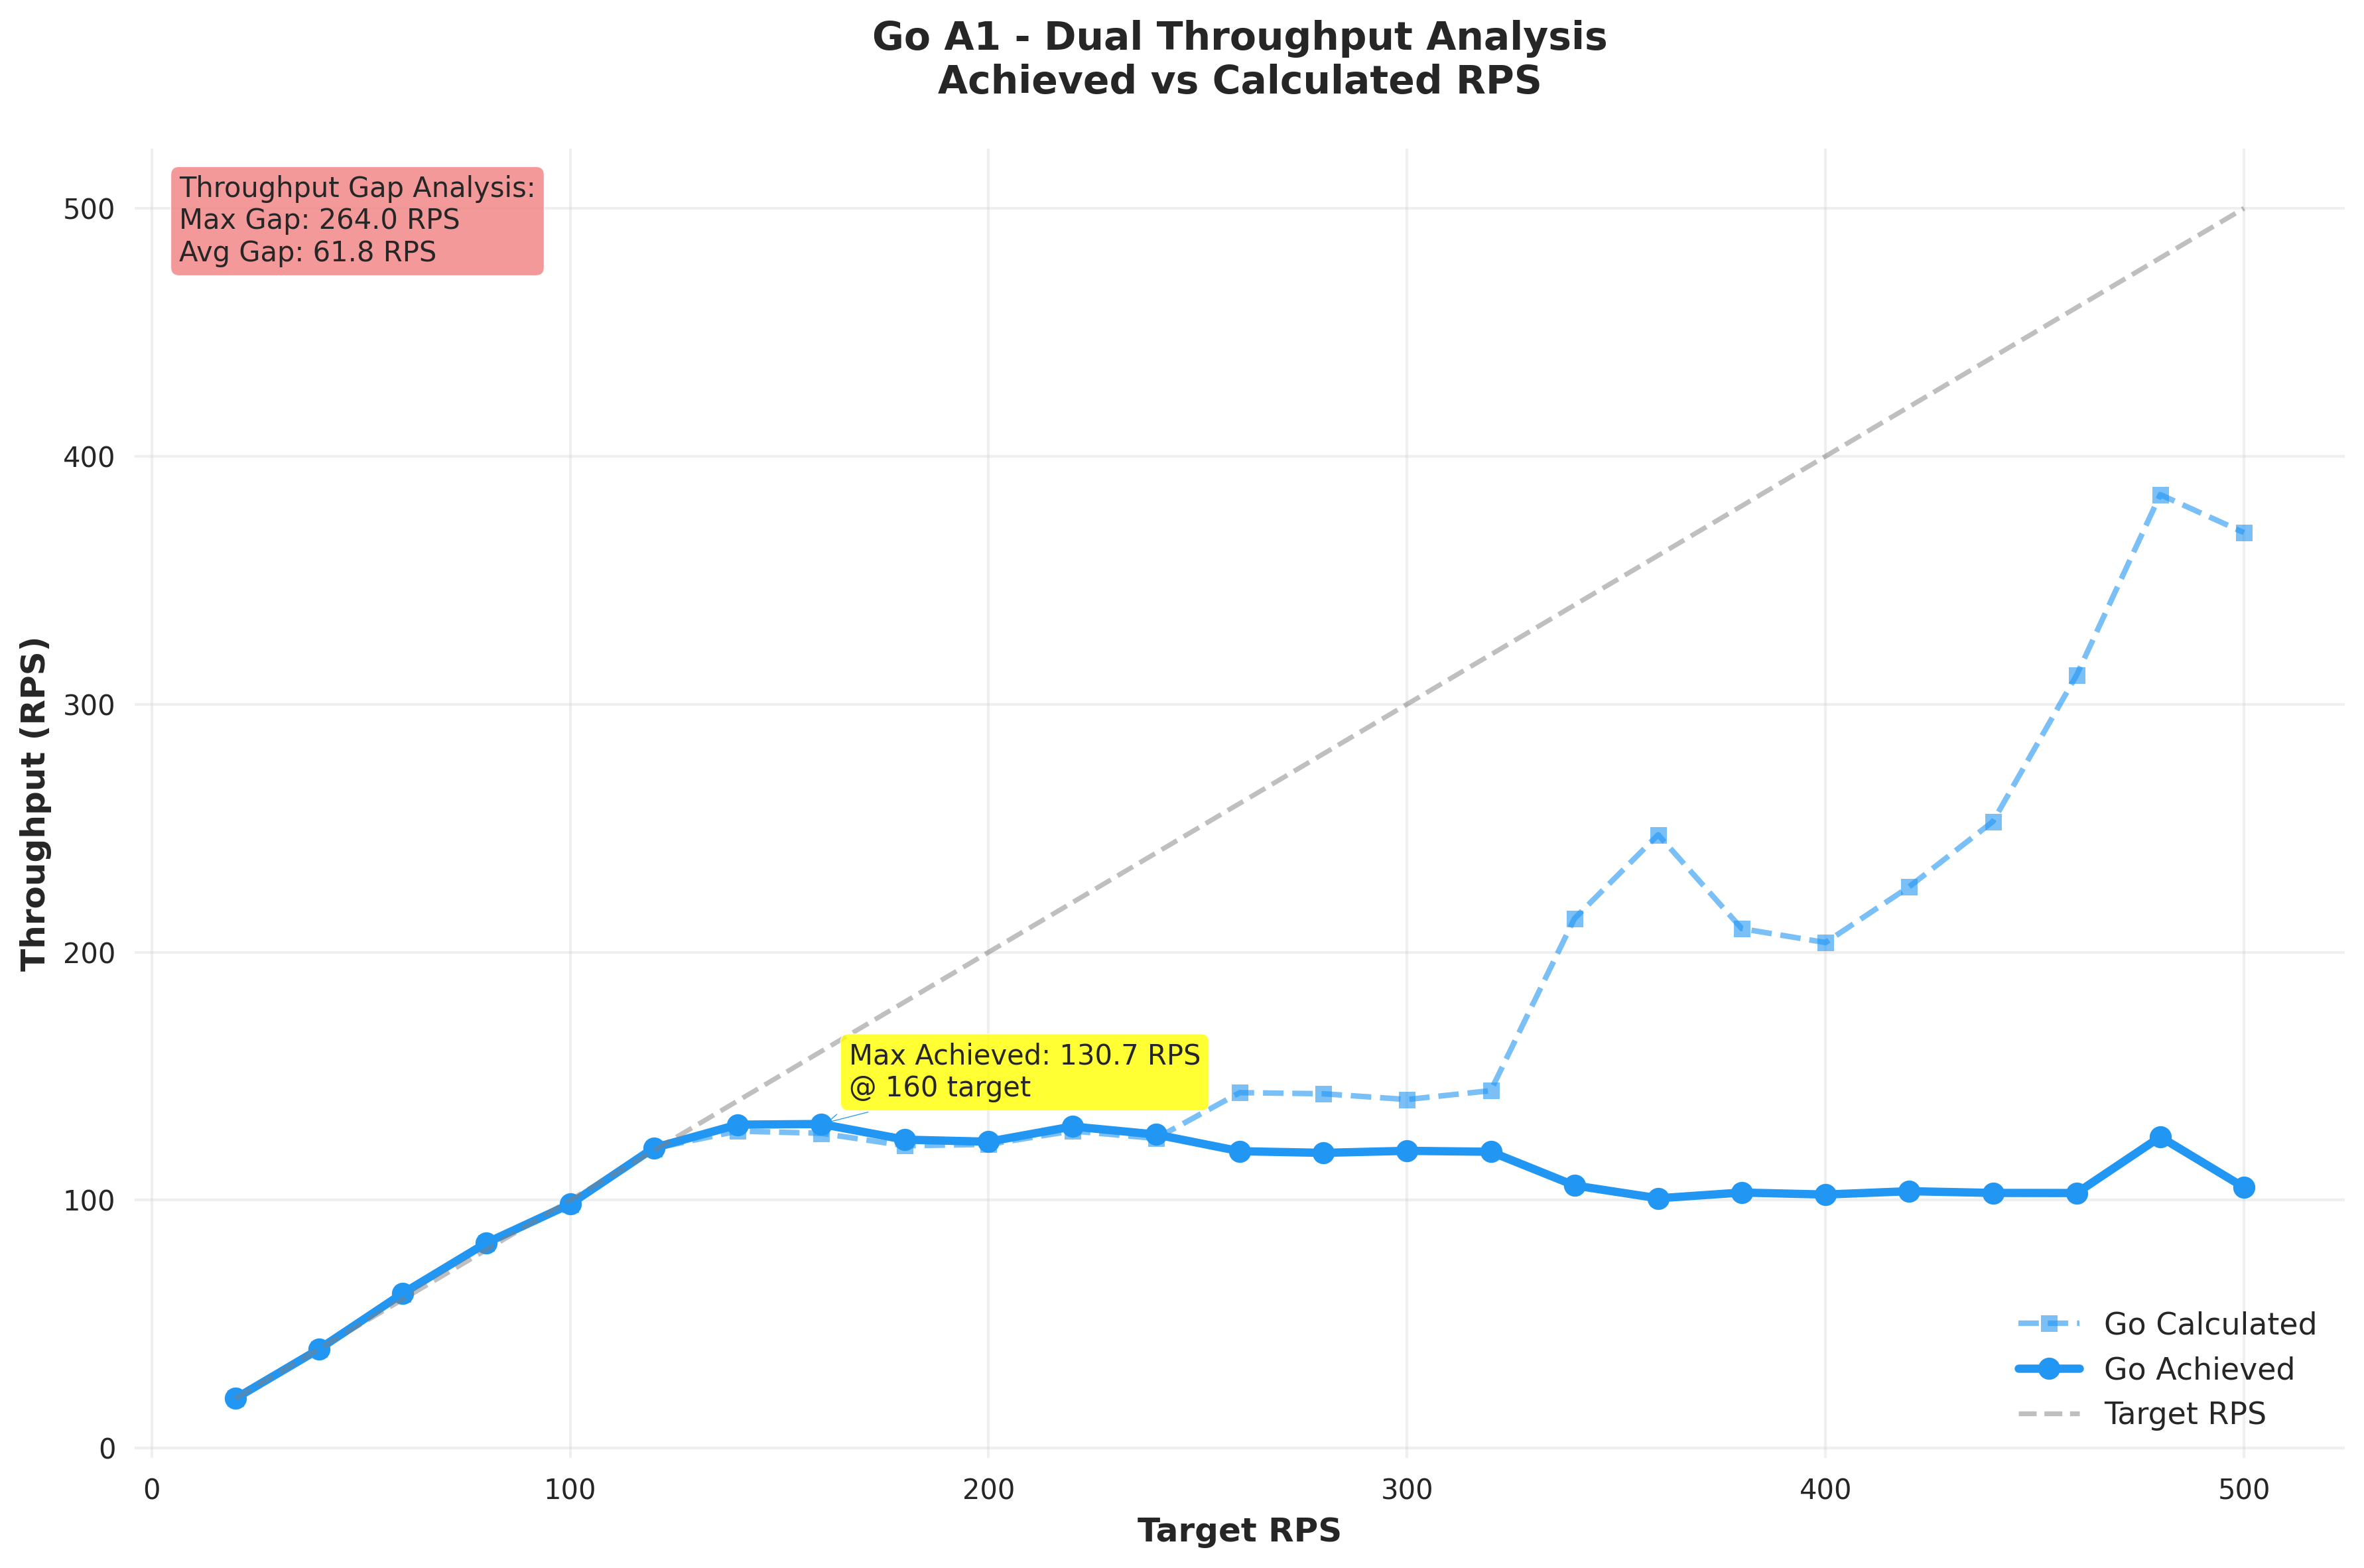 Go A1 - Dual Throughput Analysis
Achieved vs Calculated RPS
Throughput Gap Analysis:
Max Gap: 264.0 RPS
Avg Gap: 61.8 RPS
Throughput (RPS)
500
400
300
200
100
0
Max Achieved: 130.7 RPS
@ 160 target
Go Calculated
Go Achieved
Target RPS
0
100
200
300
400
500
Target RPS